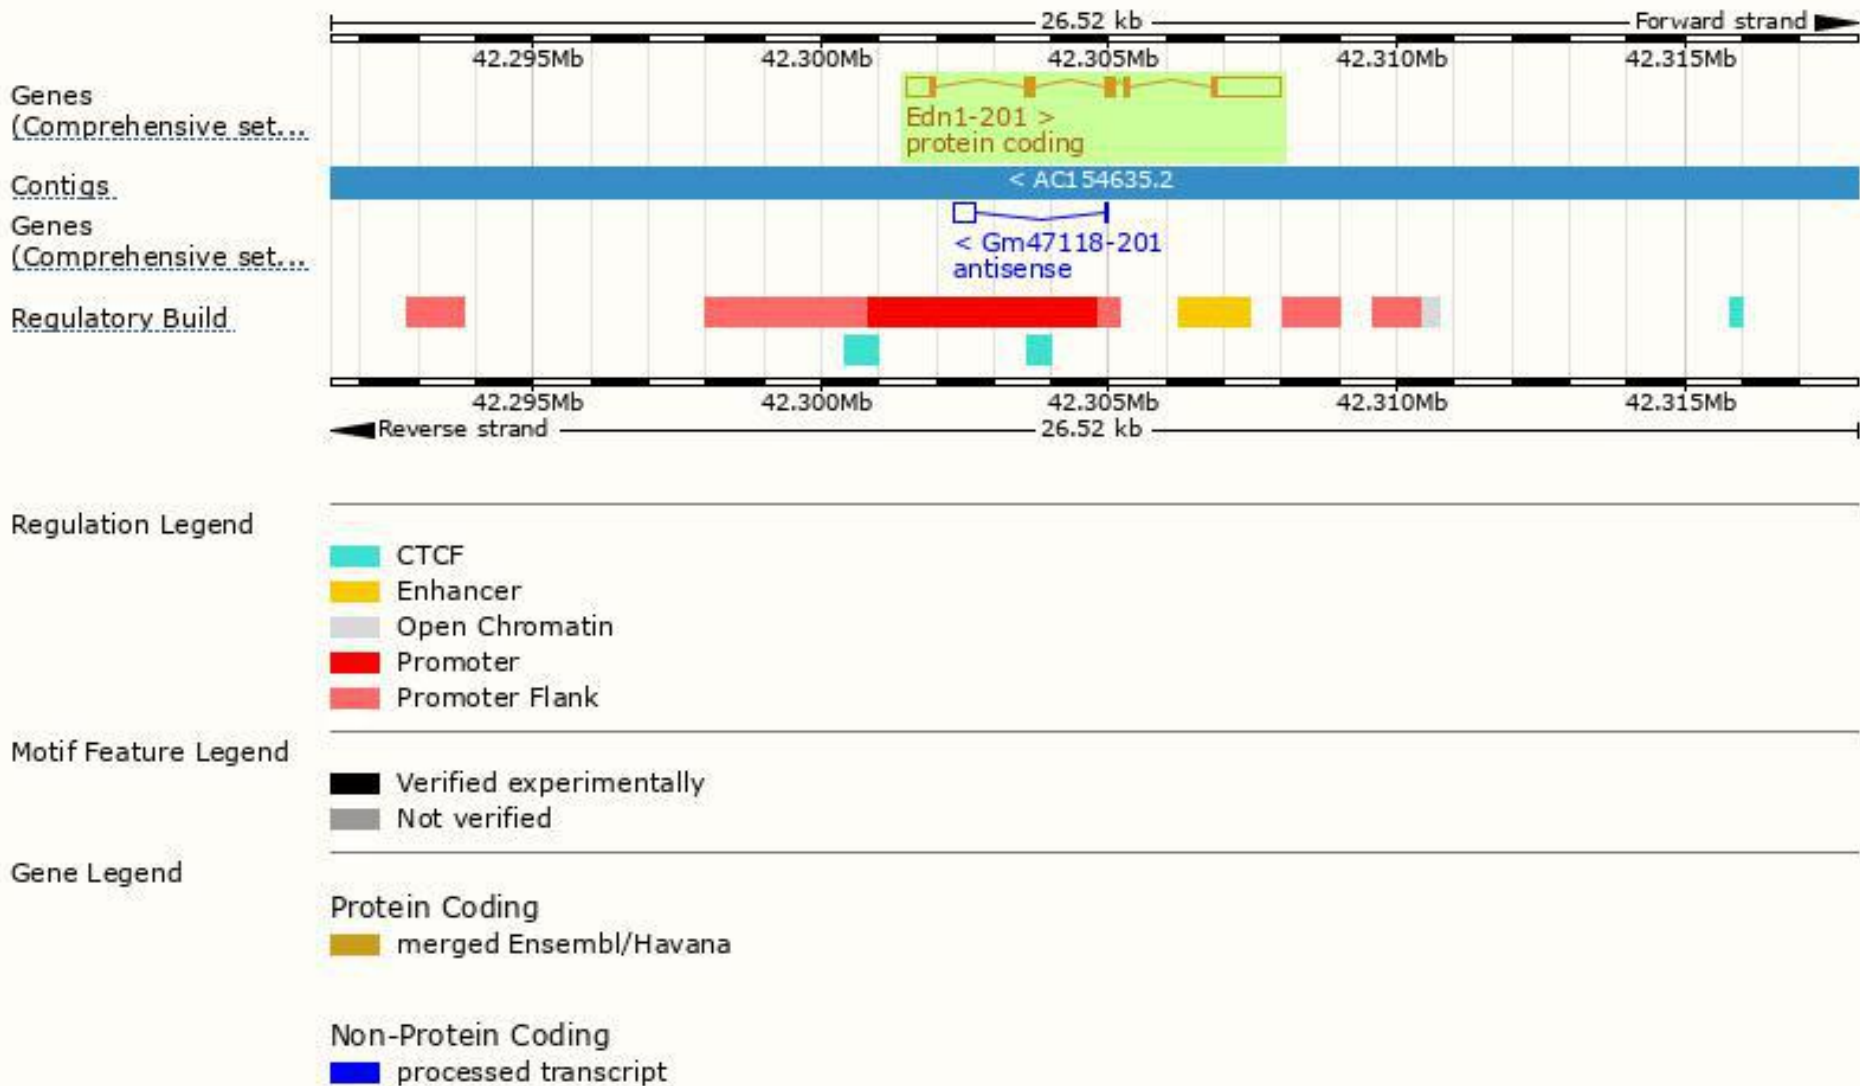 26.52 kb Forward strand
42.295Mb 42.300Mb 42.305Mb 42.310Mb 42.315Mb
Genes
(Comprehensive set...
Edn1-201 >
protein coding
Contigs < AC154635.2
Genes
(Comprehensive set...
< Gm47118-201
antisense
Regulatory Build
42.295Mb 42.300Mb 42.305Mb 42.310Mb 42.315Mb
Reverse strand 26.52 kb
Regulation Legend
CTCF
Enhancer
Open Chromatin
Promoter
Promoter Flank
Motif Feature Legend
Verified experimentally
Not verified
Gene Legend
Protein Coding
merged Ensembl/Havana
Non-Protein Coding
processed transcript